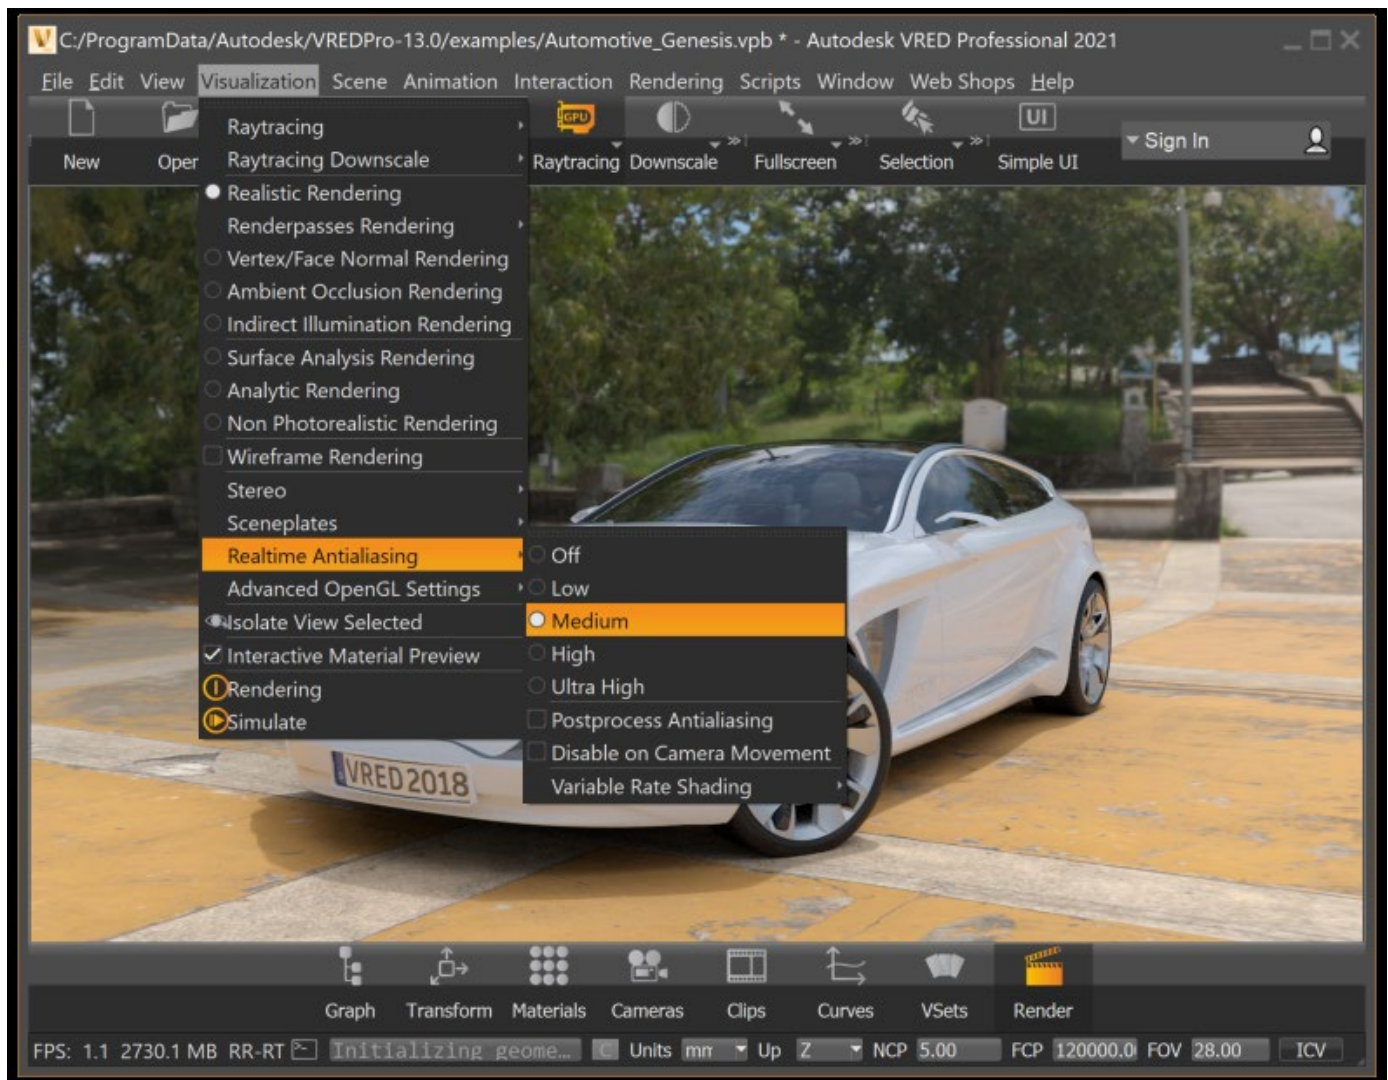 C:/ProgramData/Autodesk/VREDPro-13.0/examples/Automotive_Genesis.vpb * - Autodesk VRED Professional 2021
File Edit View Visualization Scene Animation Interaction Rendering Scripts Window Web Shops Help
GPU UI
New Oper Raytracing Downscale Fullscreen Selection Simple UI Sign In
Raytracing
Raytracing Downscale
Realistic Rendering
Renderpasses Rendering
Vertex/Face Normal Rendering
Ambient Occlusion Rendering
Indirect Illumination Rendering
Surface Analysis Rendering
Analytic Rendering
Non Photorealistic Rendering
Wireframe Rendering
Stereo
Sceneplates
Realtime Antialiasing
Advanced OpenGL Settings
Isolate View Selected
Interactive Material Preview
Rendering
Simulate
Off
Low
Medium
High
Ultra High
Postprocess Antialiasing
Disable on Camera Movement
Variable Rate Shading
VRED2018
Graph Transform Materials Cameras Clips Curves VSets Render
FPS: 1.1 2730.1 MB RR-RT Initializing geome... C Units mm Up Z NCP 5.00 FCP 120000.0 FOV 28.00 ICV